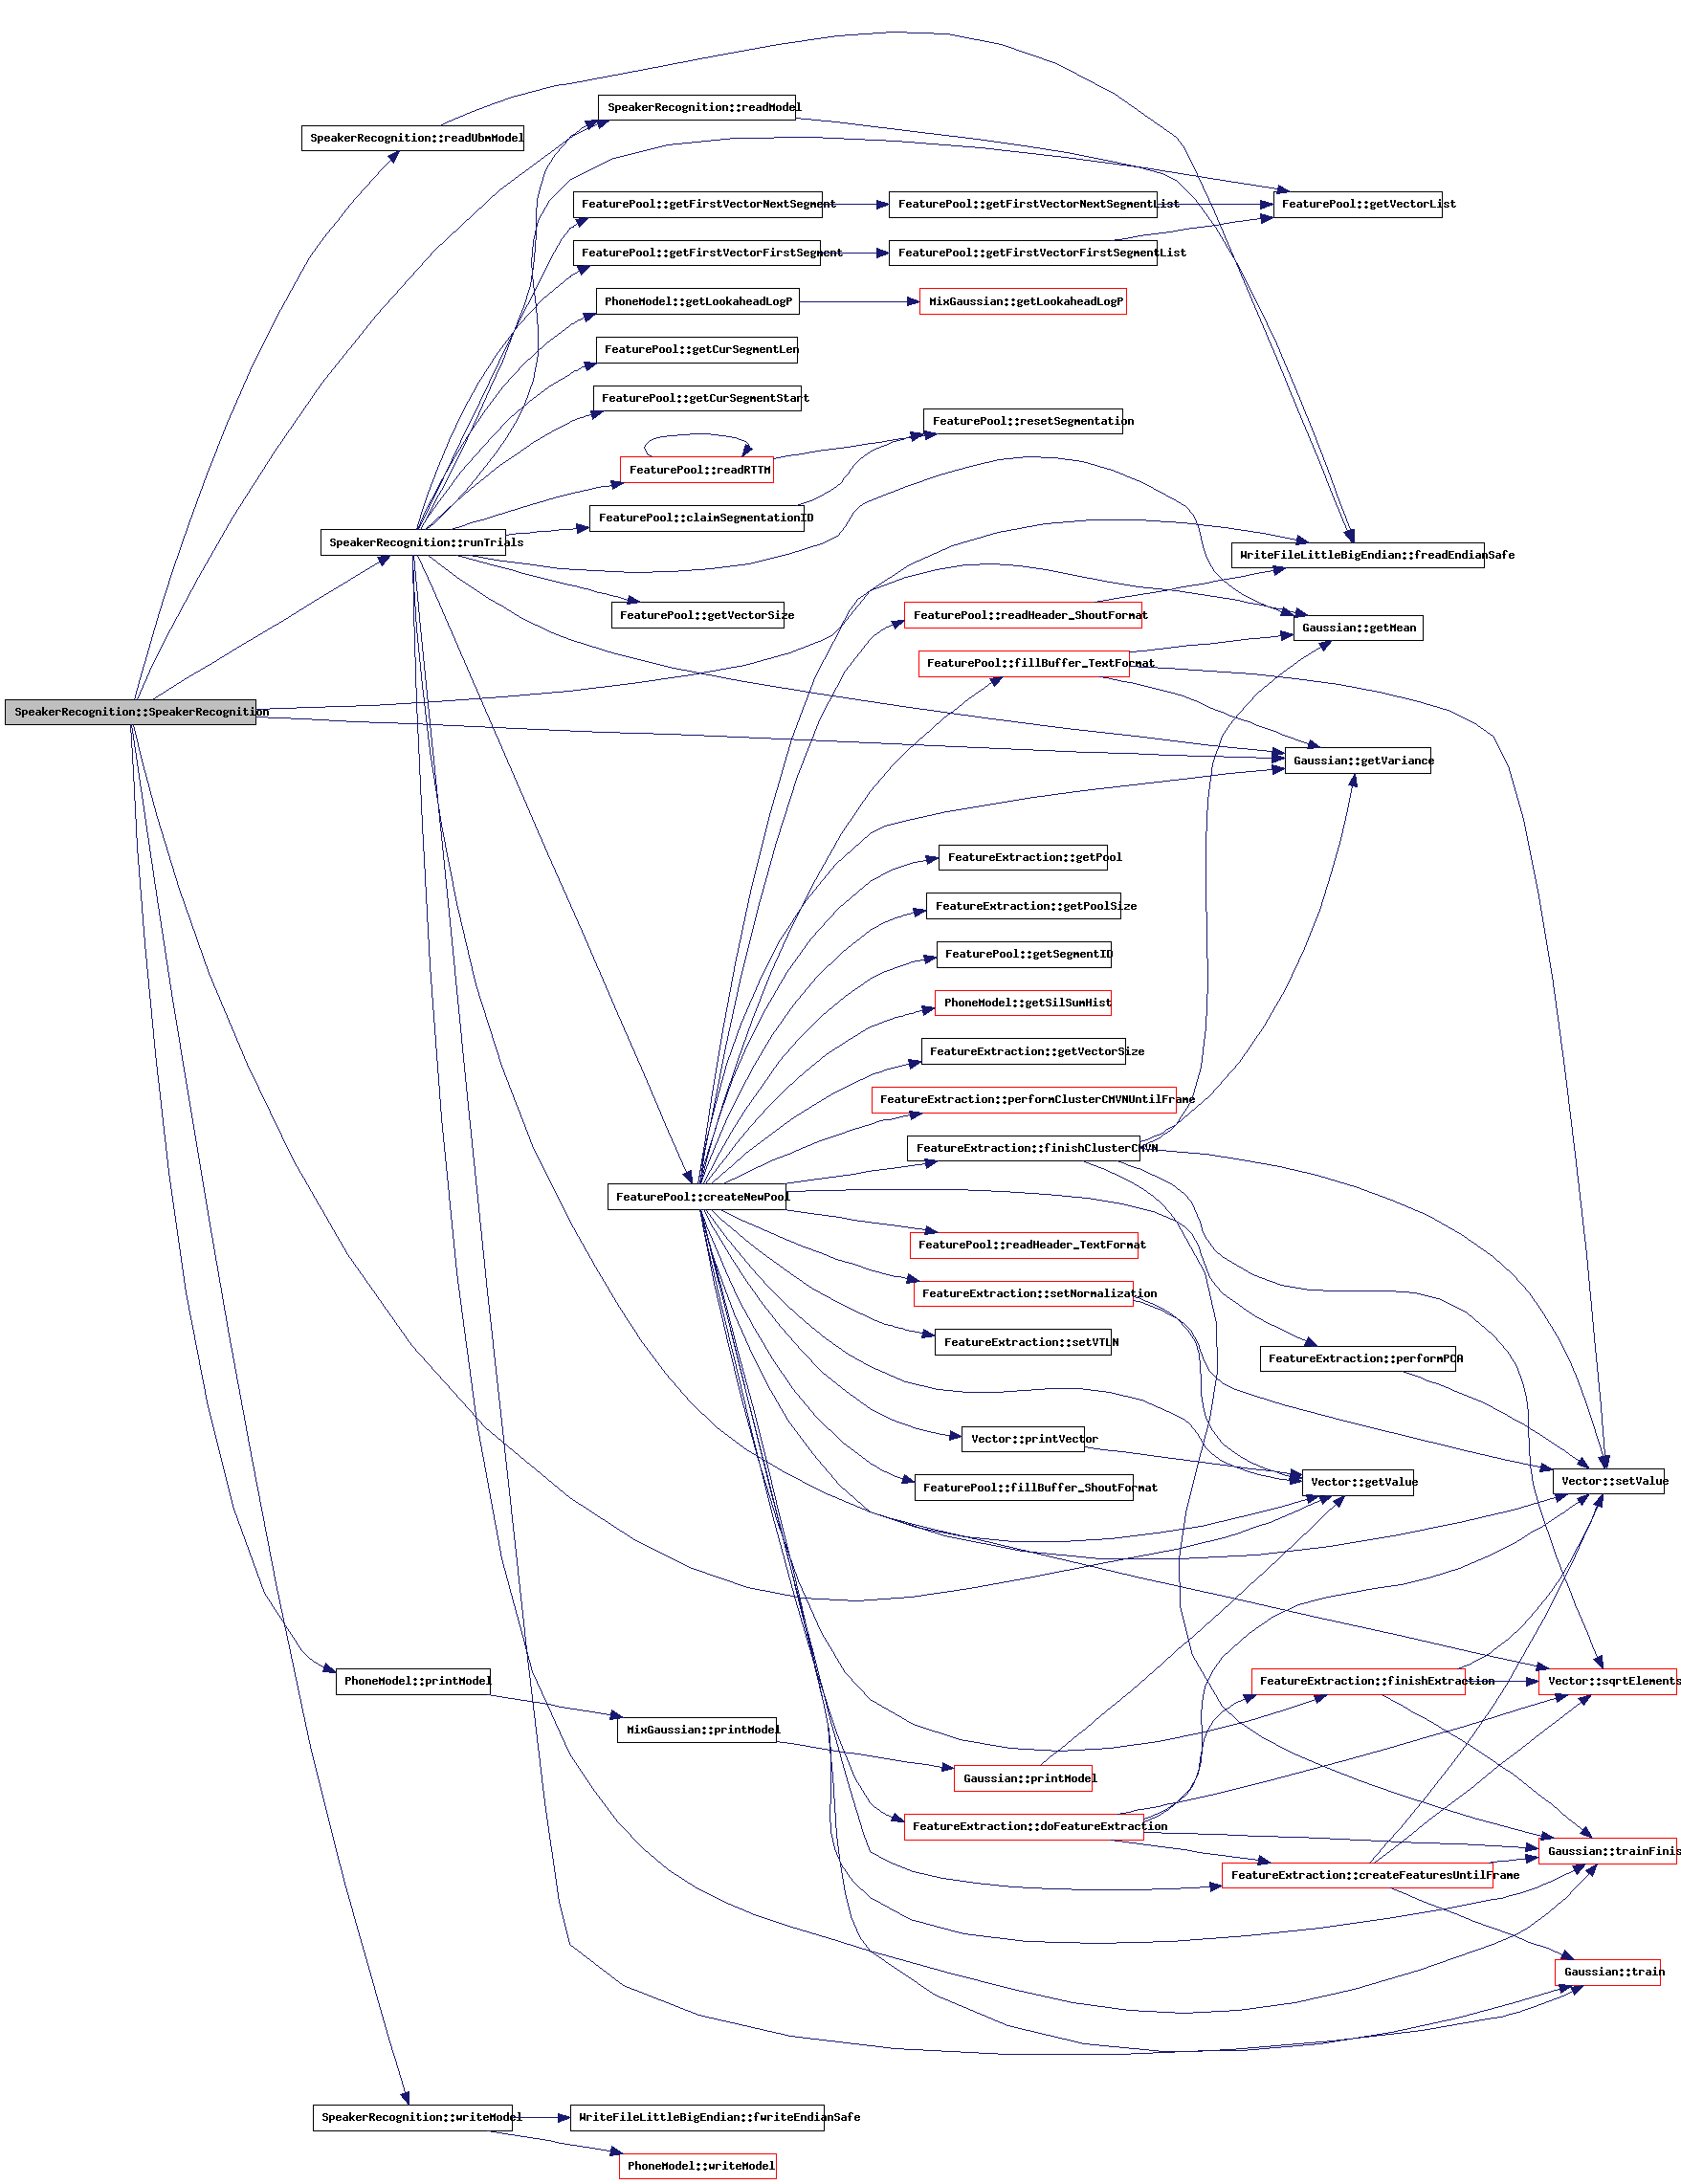 SpeakerRecognition::readModel
SpeakerRecognition::readUbmModel
FeaturePool::getFirstVectorNextSegment
FeaturePool::getFirstVectorNextSegmentList
FeaturePool::getVectorList
FeaturePool::getFirstVectorFirstSegment
FeaturePool::getFirstVectorFirstSegmentList
PhoneModel::getLookaheadLogP
MixGaussian::getLookaheadLogP
FeaturePool::getCurSegmentLen
FeaturePool::getCurSegmentStart
FeaturePool::resetSegmentation
FeaturePool::readRTTM
FeaturePool::claimSegmentationID
SpeakerRecognition::runTrials
WriteFileLittleBigEndian::freadEndianSafe
FeaturePool::getVectorSize
FeaturePool::readHeader_ShoutFormat
Gaussian::getMean
FeaturePool::fillBuffer_TextFormat
SpeakerRecognition::SpeakerRecognition
Gaussian::getVariance
FeatureExtraction::getPool
FeatureExtraction::getPoolSize
FeaturePool::getSegmentID
PhoneModel::getSilSumHist
FeatureExtraction::getVectorSize
FeatureExtraction::performClusterCMVNUntilFrame
FeatureExtraction::finishClusterCMVN
FeaturePool::createNewPool
FeaturePool::readHeader_TextFormat
FeatureExtraction::setNormalization
FeatureExtraction::setVTLN
FeatureExtraction::performPCA
Vector::printVector
Vector::getValue
Vector::setValue
FeaturePool::fillBuffer_ShoutFormat
PhoneModel::printModel
FeatureExtraction::finishExtraction
Vector::sqrtElements
MixGaussian::printModel
Gaussian::printModel
FeatureExtraction::doFeatureExtraction
Gaussian::trainFinis
FeatureExtraction::createFeaturesUntilFrame
Gaussian::train
SpeakerRecognition::writeModel
WriteFileLittleBigEndian::fwriteEndianSafe
PhoneModel::writeModel